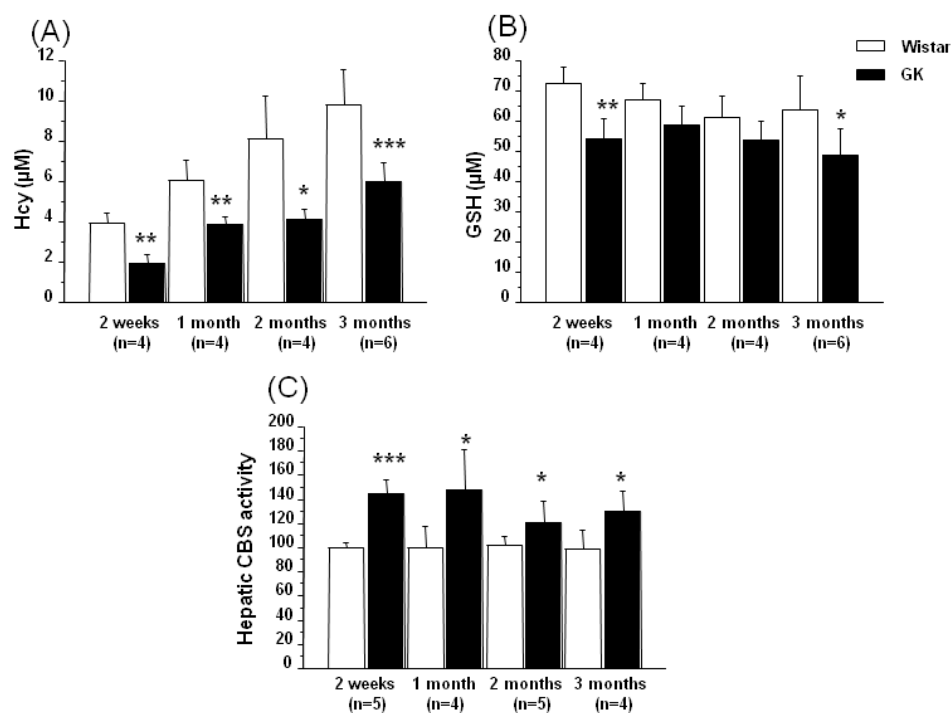 (A)
Hcy (µM)
12
10
8
6
4
2
0
**
**
*
***
2 weeks 1 month 2 months 3 months
(n=4) (n=4) (n=4) (n=6)
(B)
Wistar
GK
GSH (µM)
80
70
60
50
40
30
20
10
0
**
*
2 weeks 1 month 2 months 3 months
(n=4) (n=4) (n=4) (n=6)
(C)
Hepatic CBS activity
200
180
160
140
120
100
80
60
40
20
0
***
*
*
*
2 weeks 1 month 2 months 3 months
(n=5) (n=4) (n=5) (n=4)